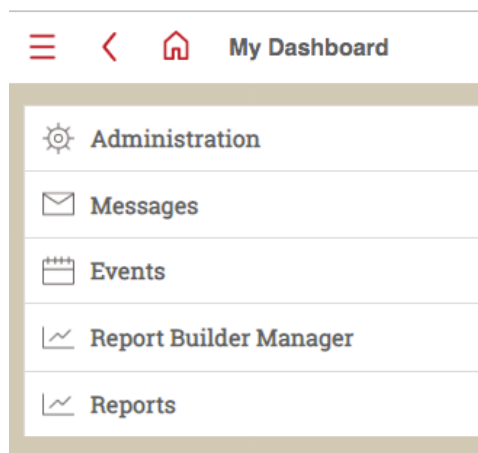 My Dashboard
Administration
Messages
Events
Report Builder Manager
Reports